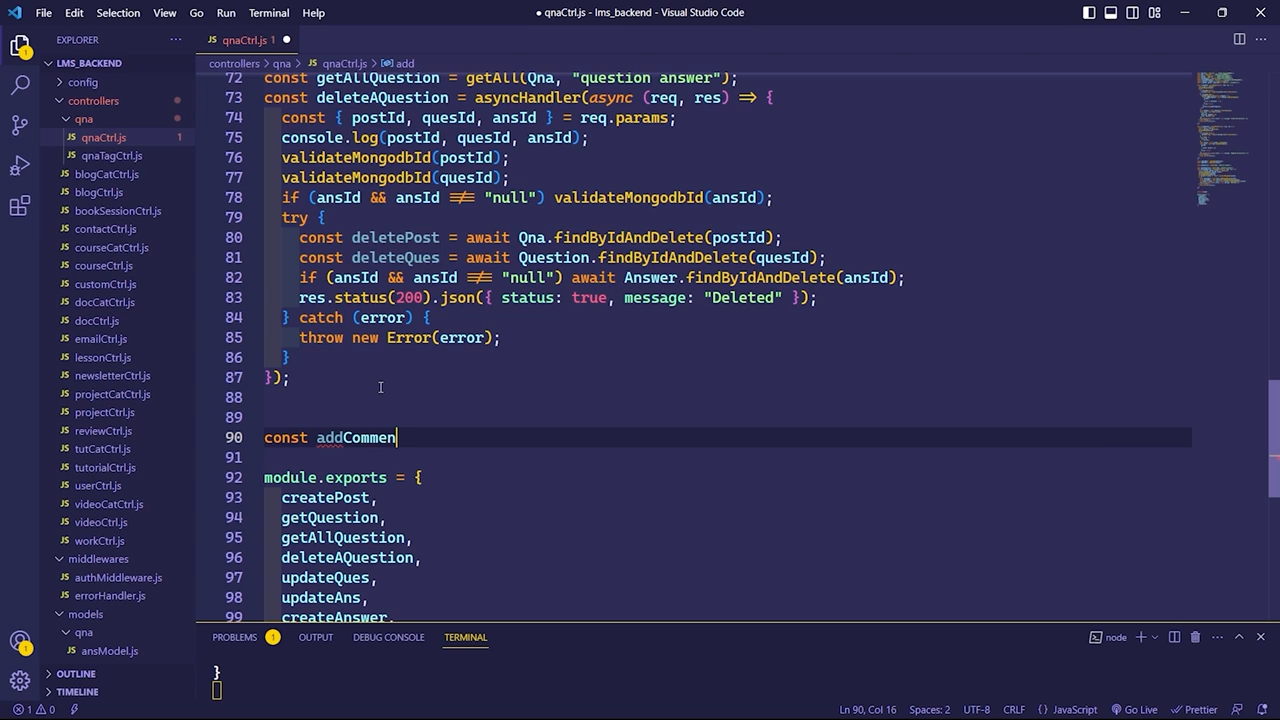 File Edit Selection View Go Run Terminal Help
● qnaCtrl.js - lms_backend - Visual Studio Code
EXPLORER
qnaCtrl.js 1
LMS_BACKEND
config
controllers
qna
qnaCtrl.js 1
qnaTagCtrl.js
blogCatCtrl.js
blogCtrl.js
bookSessionCtrl.js
contactCtrl.js
courseCatCtrl.js
courseCtrl.js
customCtrl.js
docCatCtrl.js
docCtrl.js
emailCtrl.js
lessonCtrl.js
newsletterCtrl.js
projectCatCtrl.js
projectCtrl.js
reviewCtrl.js
tutCatCtrl.js
tutorialCtrl.js
userCtrl.js
videoCatCtrl.js
videoCtrl.js
workCtrl.js
middlewares
authMiddleware.js
errorHandler.js
models
qna
ansModel.js
OUTLINE
TIMELINE
controllers > qna > qnaCtrl.js > add
72 const getAllQuestion = getAll(Qna, "question answer");
73 const deleteAQuestion = asyncHandler(async (req, res) => {
74 const { postId, quesId, ansId } = req.params;
75 console.log(postId, quesId, ansId);
76 validateMongodbId(postId);
77 validateMongodbId(quesId);
78 if (ansId && ansId !== "null") validateMongodbId(ansId);
79 try {
80 const deletePost = await Qna.findByIdAndDelete(postId);
81 const deleteQues = await Question.findByIdAndDelete(quesId);
82 if (ansId && ansId !== "null") await Answer.findByIdAndDelete(ansId);
83 res.status(200).json({ status: true, message: "Deleted" });
84 } catch (error) {
85 throw new Error(error);
86 }
87 });
88
89
90 const addCommen
91
92 module.exports = {
93 createPost,
94 getQuestion,
95 getAllQuestion,
96 deleteAQuestion,
97 updateQues,
98 updateAns,
99 createAnswer,
PROBLEMS 1 OUTPUT DEBUG CONSOLE TERMINAL
node
}
1 0
Ln 90, Col 16 Spaces: 2 UTF-8 CRLF { } JavaScript Go Live Prettier